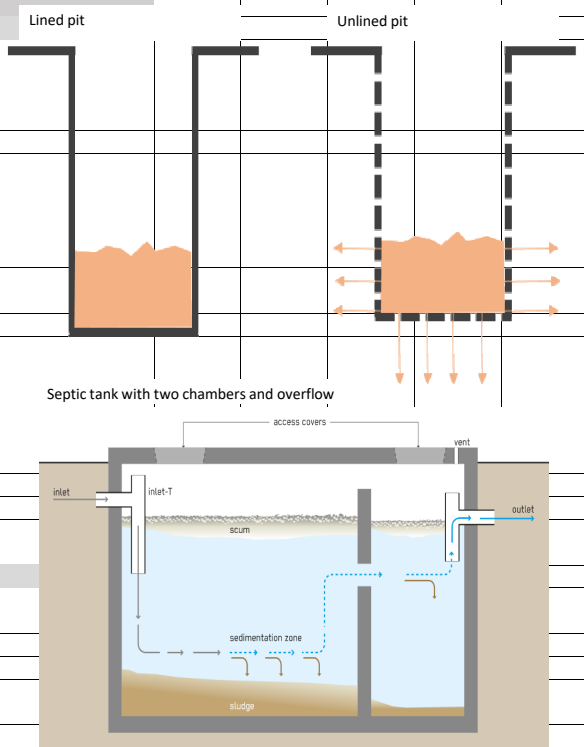 Lined pit
Unlined pit
Septic tank with two chambers and overflow
access covers
vent
inlet
inlet-T
outlet
scum
sedimentation zone
sludge